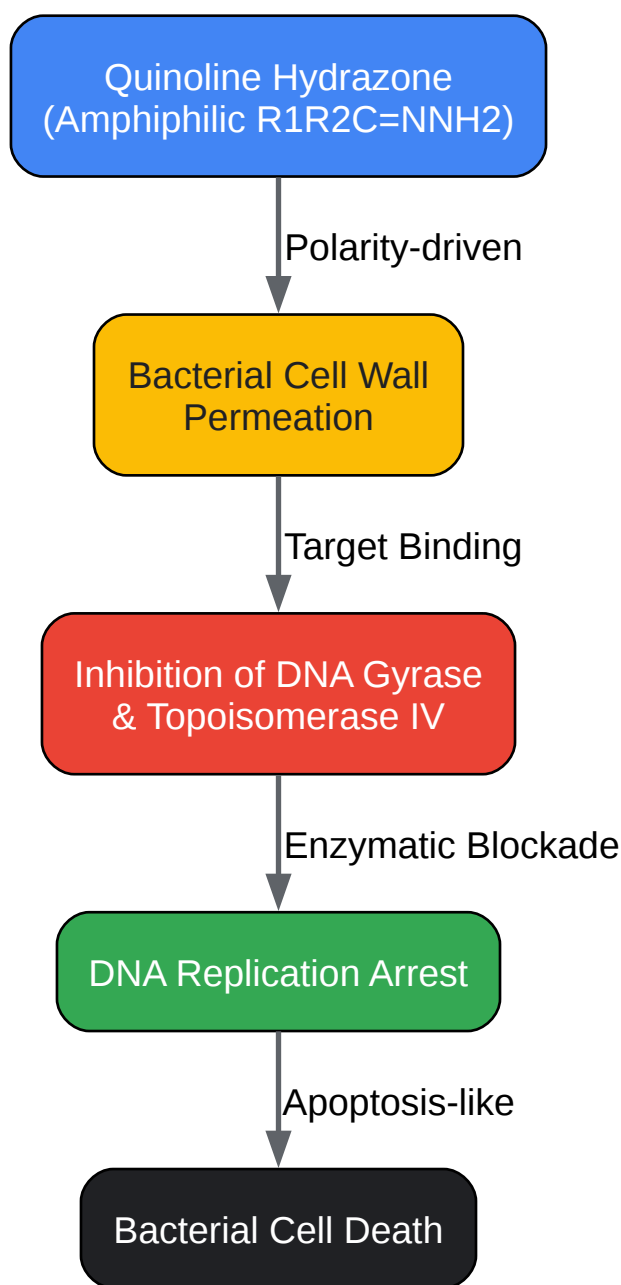 Quinoline Hydrazone
(Amphiphilic R1R2C=NNH2)
Polarity-driven
Bacterial Cell Wall
Permeation
Target Binding
Inhibition of DNA Gyrase
& Topoisomerase IV
Enzymatic Blockade
DNA Replication Arrest
Apoptosis-like
Bacterial Cell Death